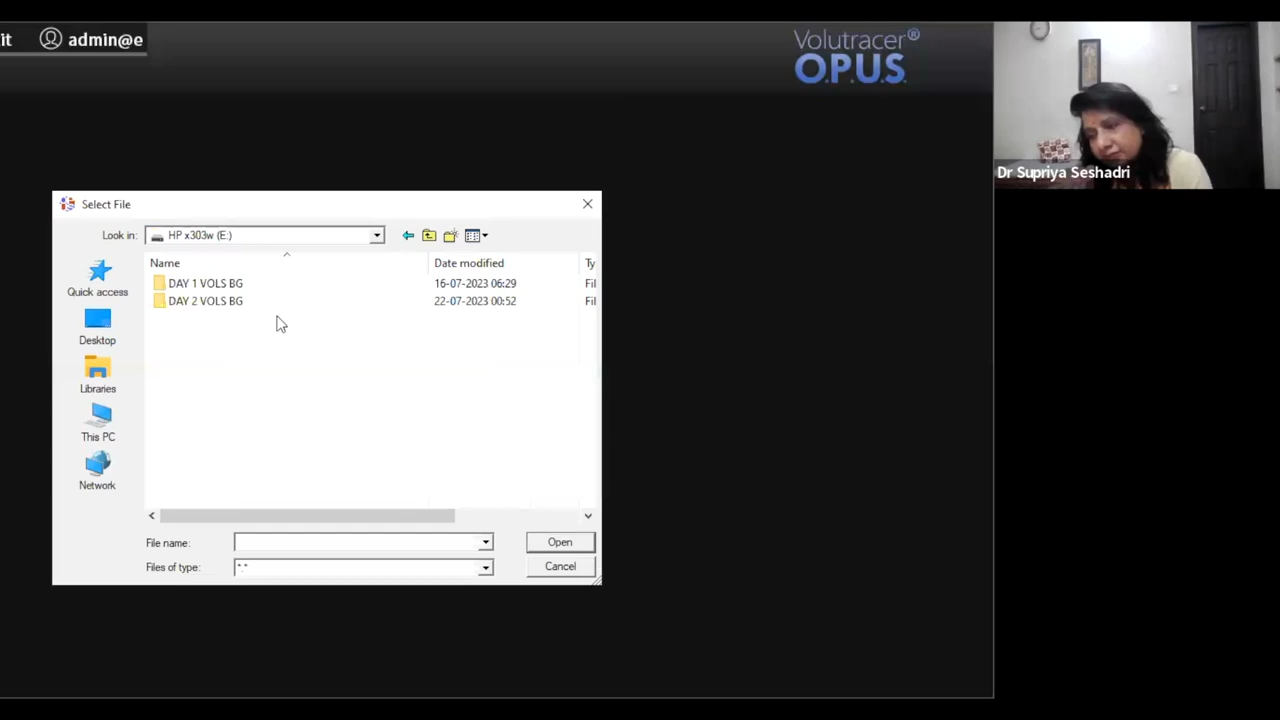 it admin@e
Volutracer®
O.P.U.S.
Dr Supriya Seshadri
Select File
Look in: HP x303w (E:)
Name Date modified Ty
DAY 1 VOLS BG 16-07-2023 06:29 Fil
DAY 2 VOLS BG 22-07-2023 00:52 Fil
Quick access
Desktop
Libraries
This PC
Network
File name: Open
Files of type: *.* Cancel